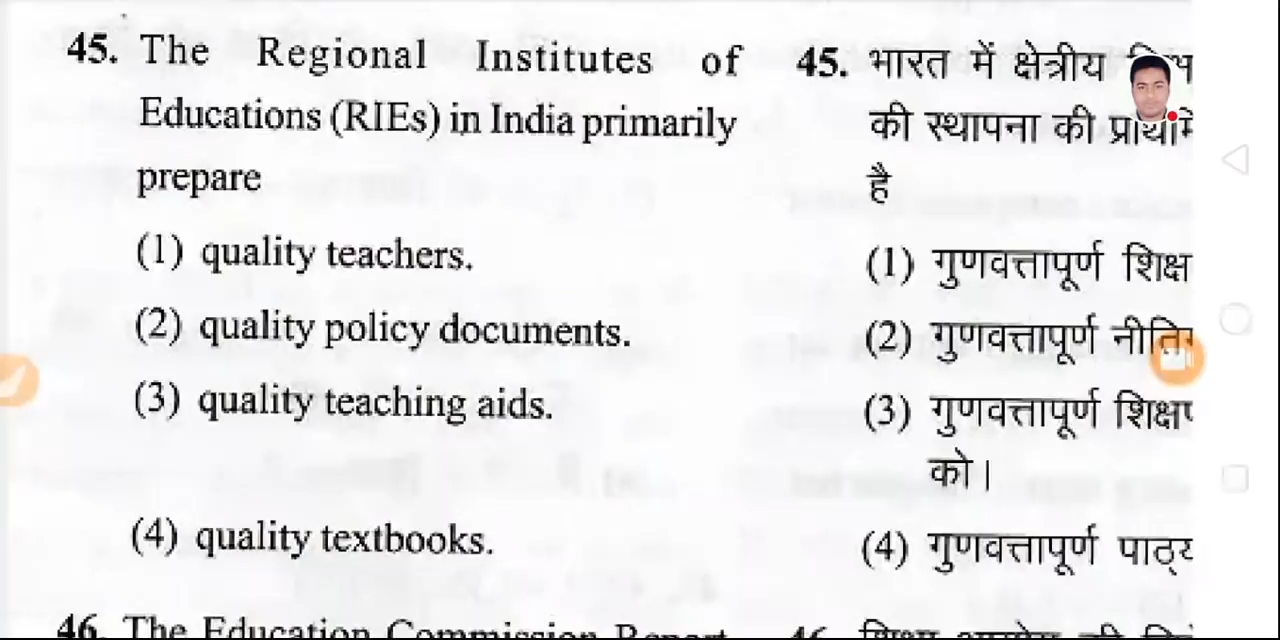 45. The Regional Institutes of
Educations (RIEs) in India primarily
prepare
(1) quality teachers.
(2) quality policy documents.
(3) quality teaching aids.
(4) quality textbooks.
46. The Education Commission Report
45. भारत में क्षेत्रीय
की स्थापना की
है
(1) गुणवत्तापूर्ण
(2) गुणवत्तापूर्ण
(3) गुणवत्तापूर्ण
को।
(4) गुणवत्तापूर्ण
46.